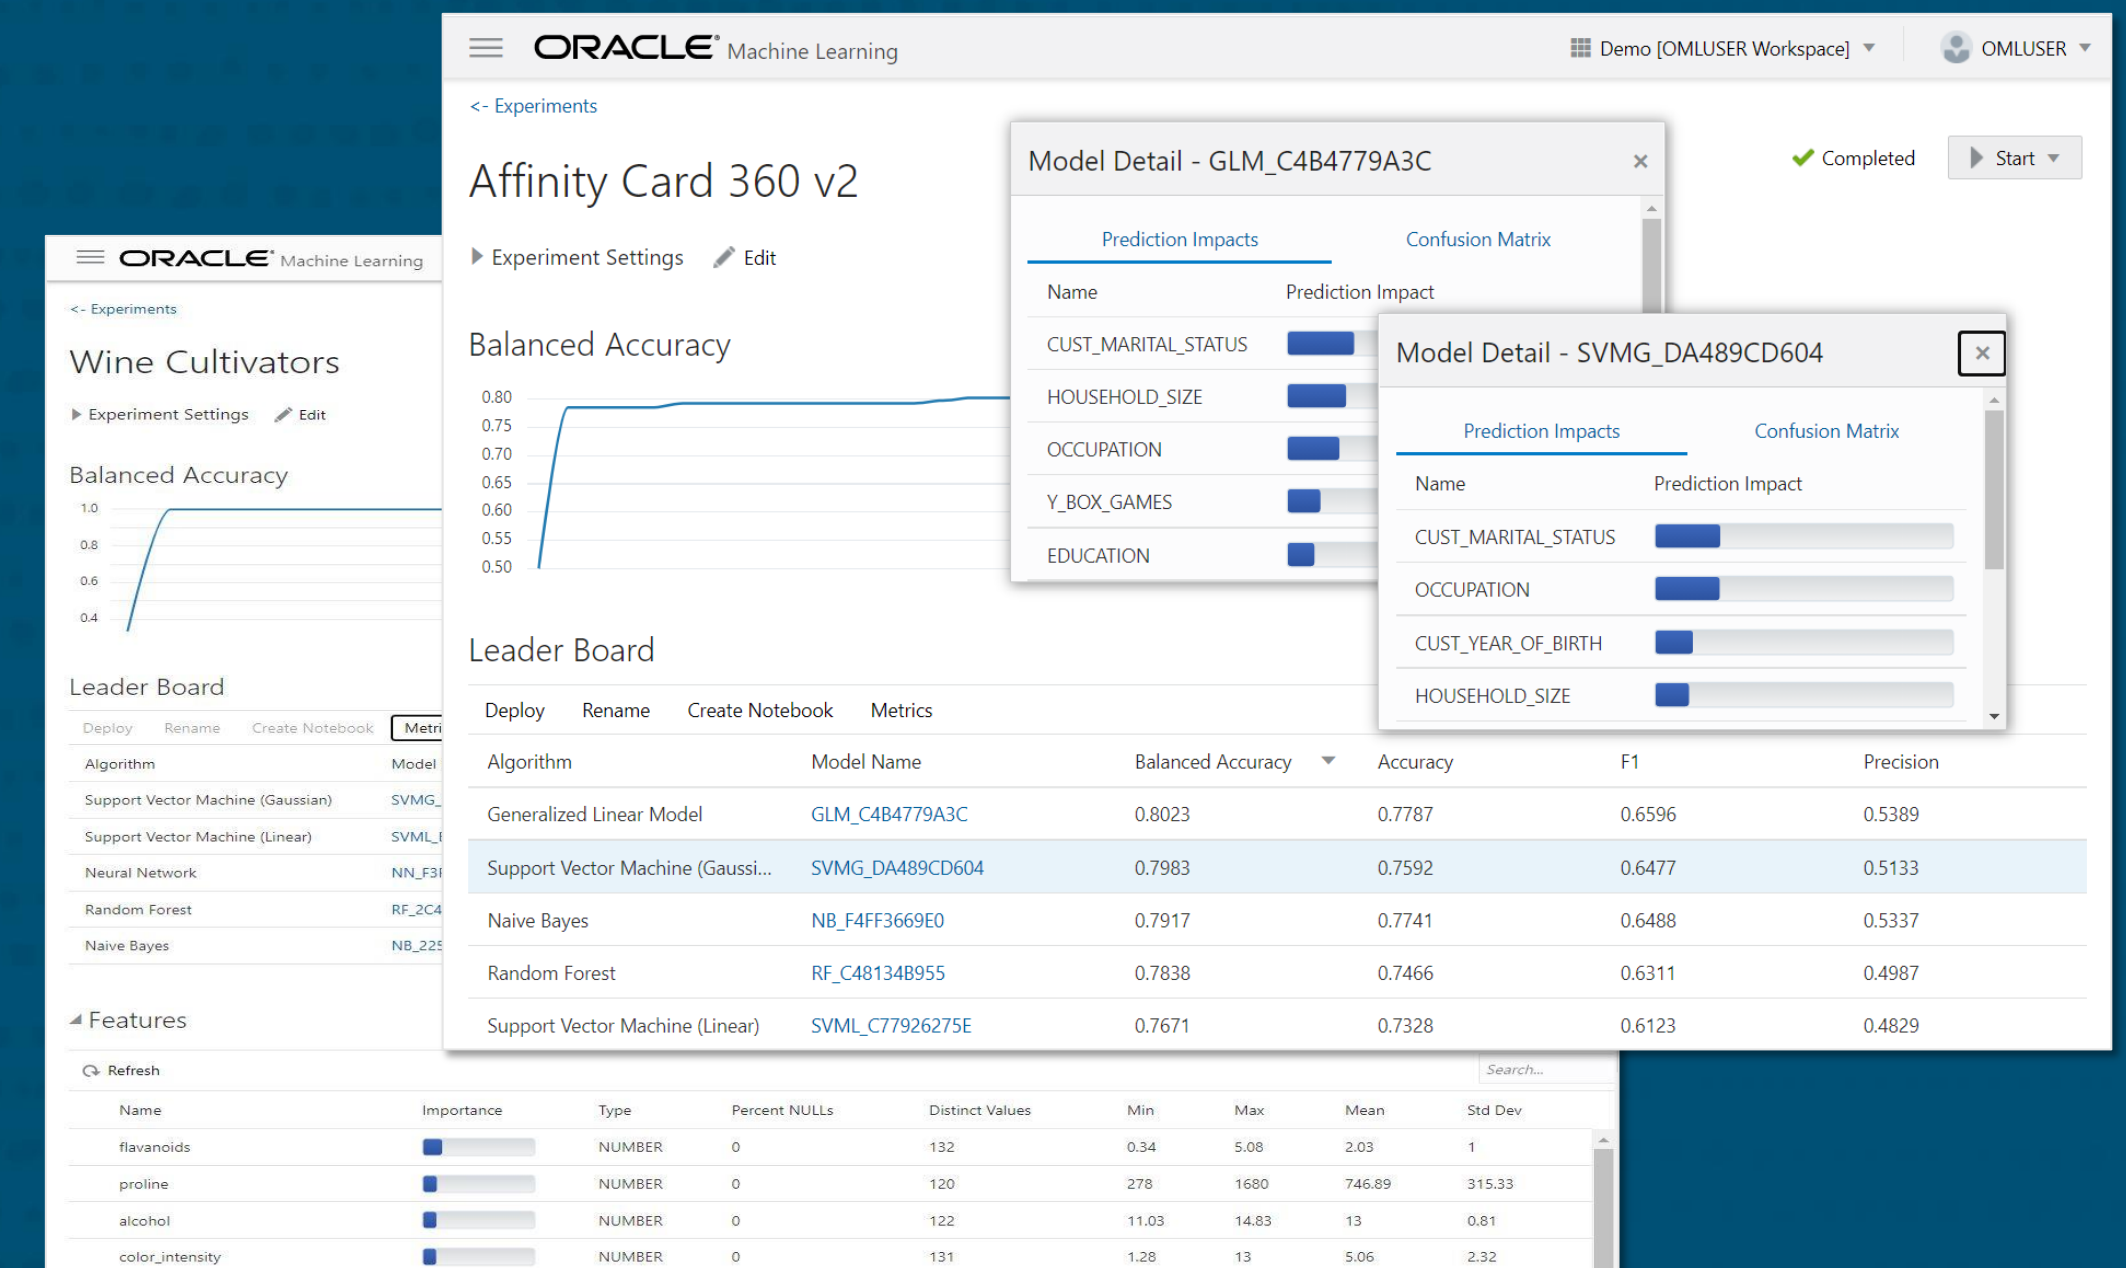 ORACLE Machine Learning
Demo [OMLUSER Workspace]
OMLUSER
<- Experiments
Affinity Card 360 v2
Completed
Start
Experiment Settings
Edit
Balanced Accuracy
0.80
0.75
0.70
0.65
0.60
0.55
0.50
Model Detail - GLM_C4B4779A3C
×
Prediction Impacts Confusion Matrix
Name Prediction Impact
CUST_MARITAL_STATUS
HOUSEHOLD_SIZE
OCCUPATION
Y_BOX_GAMES
EDUCATION
Model Detail - SVMG_DA489CD604
×
Prediction Impacts Confusion Matrix
Name Prediction Impact
CUST_MARITAL_STATUS
OCCUPATION
CUST_YEAR_OF_BIRTH
HOUSEHOLD_SIZE
Leader Board
Deploy Rename Create Notebook Metrics
Algorithm Model Name Balanced Accuracy Accuracy F1 Precision
Generalized Linear Model GLM_C4B4779A3C 0.8023 0.7787 0.6596 0.5389
Support Vector Machine (Gaussi... SVMG_DA489CD604 0.7983 0.7592 0.6477 0.5133
Naive Bayes NB_F4FF3669E0 0.7917 0.7741 0.6488 0.5337
Random Forest RF_C48134B955 0.7838 0.7466 0.6311 0.4987
Support Vector Machine (Linear) SVML_C77926275E 0.7671 0.7328 0.6123 0.4829
ORACLE Machine Learning
<- Experiments
Wine Cultivators
Experiment Settings
Edit
Balanced Accuracy
1.0
0.8
0.6
0.4
Leader Board
Deploy Rename Create Notebook Metri
Algorithm Model
Support Vector Machine (Gaussian) SVMG_
Support Vector Machine (Linear) SVML_
Neural Network NN_F3
Random Forest RF_2C4
Naive Bayes NB_225
Features
Refresh
Search...
Name Importance Type Percent NULLs Distinct Values Min Max Mean Std Dev
flavanoids NUMBER 0 132 0.34 5.08 2.03 1
proline NUMBER 0 120 278 1680 746.89 315.33
alcohol NUMBER 0 122 11.03 14.83 13 0.81
color_intensity NUMBER 0 131 1.28 13 5.06 2.32